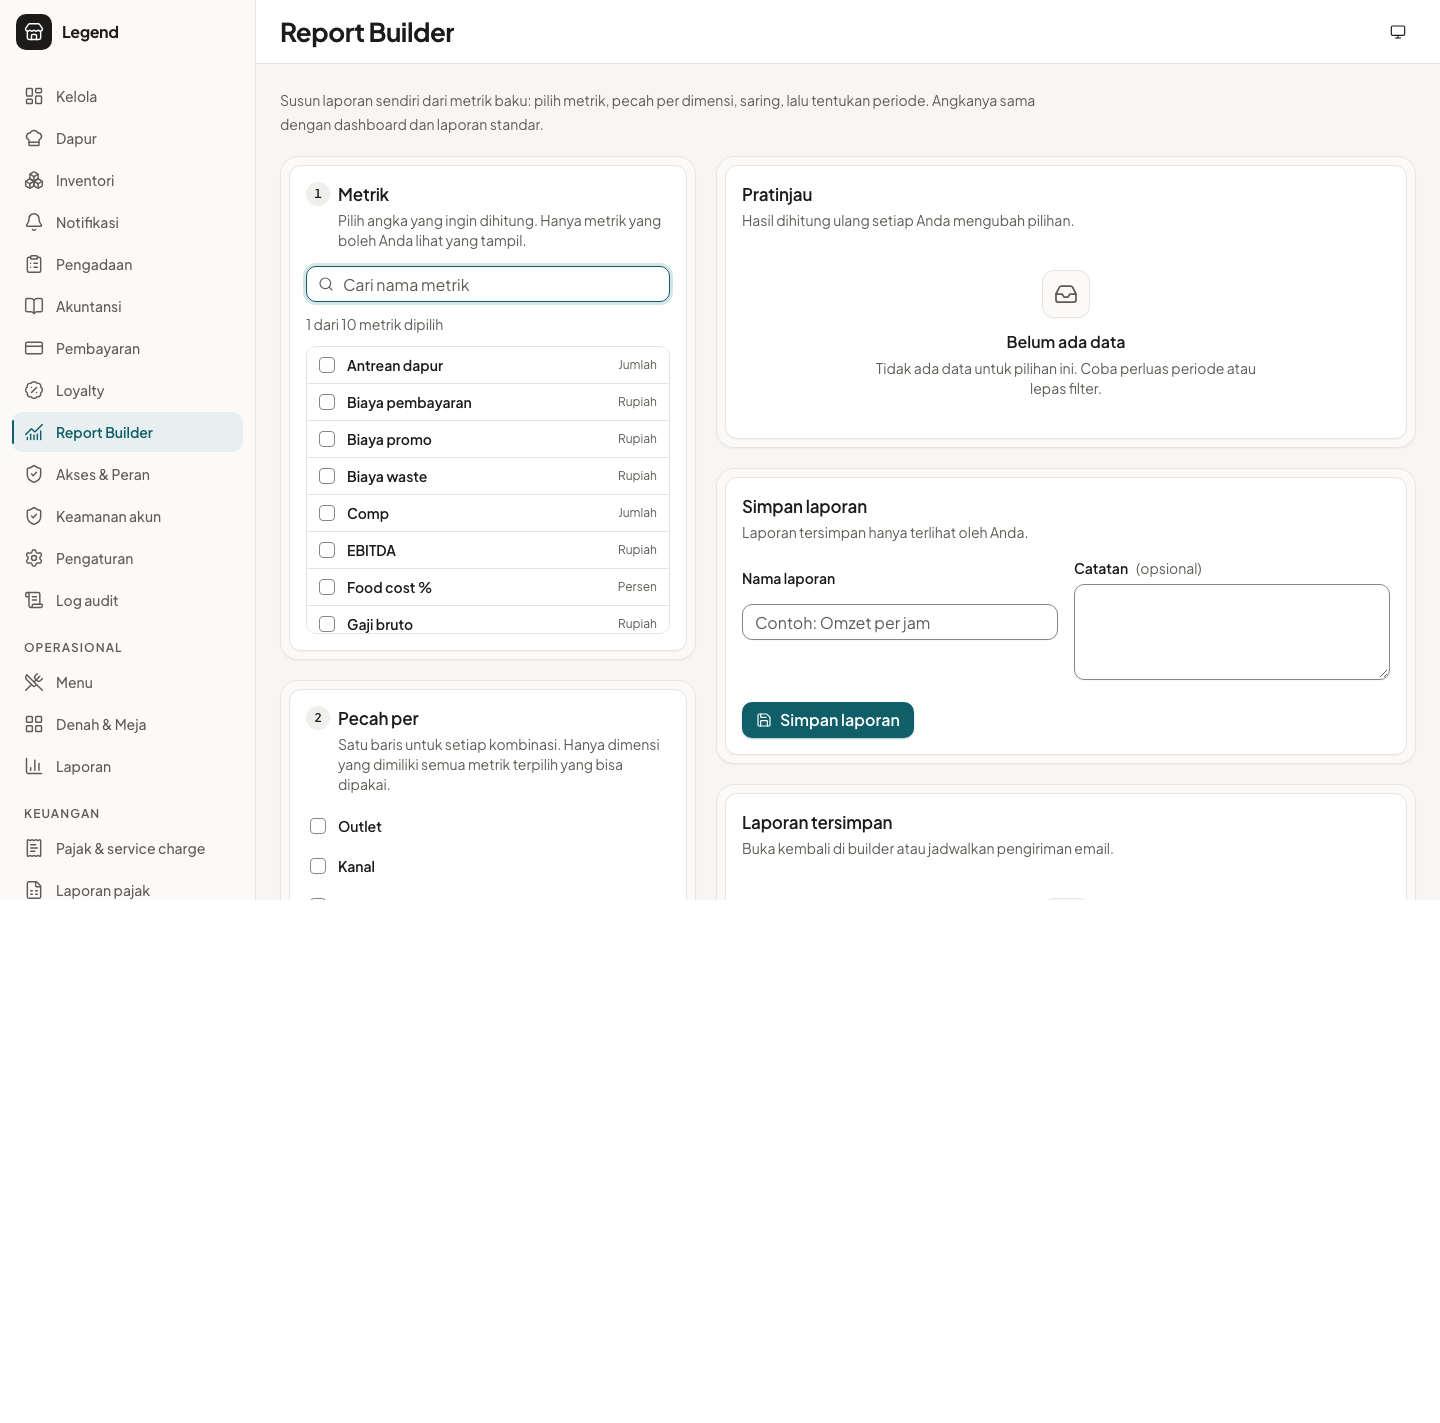 Legend
Kelola
Dapur
Inventori
Notifikasi
Pengadaan
Akuntansi
Pembayaran
Loyalty
Report Builder
Akses & Peran
Keamanan akun
Pengaturan
Log audit
OPERASIONAL
Menu
Denah & Meja
Laporan
KEUANGAN
Pajak & service charge
Laporan pajak
Report Builder
Susun laporan sendiri dari metrik baku: pilih metrik, pecah per dimensi, saring, lalu tentukan periode. Angkanya sama
dengan dashboard dan laporan standar.
1 Metrik
Pilih angka yang ingin dihitung. Hanya metrik yang
boleh Anda lihat yang tampil.
Cari nama metrik
1 dari 10 metrik dipilih
Antrean dapur Jumlah
Biaya pembayaran Rupiah
Biaya promo Rupiah
Biaya waste Rupiah
Comp Jumlah
EBITDA Rupiah
Food cost % Persen
Gaji bruto Rupiah
2 Pecah per
Satu baris untuk setiap kombinasi. Hanya dimensi
yang dimiliki semua metrik terpilih yang bisa
dipakai.
Outlet
Kanal
Pratinjau
Hasil dihitung ulang setiap Anda mengubah pilihan.
Belum ada data
Tidak ada data untuk pilihan ini. Coba perluas periode atau
lepas filter.
Simpan laporan
Laporan tersimpan hanya terlihat oleh Anda.
Nama laporan
Contoh: Omzet per jam
Catatan (opsional)
Simpan laporan
Laporan tersimpan
Buka kembali di builder atau jadwalkan pengiriman email.